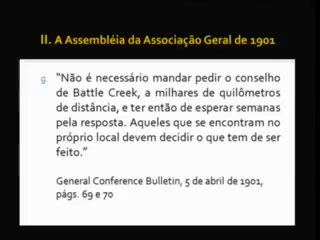 II. A Assembléia da Associação Geral de 1901
g. “Não é necessário mandar pedir o conselho
de Battle Creek, a milhares de quilômetros
de distância, e ter então de esperar semanas
pela resposta. Aqueles que se encontram no
próprio local devem decidir o que tem de ser
feito.”
General Conference Bulletin, 5 de abril de 1901,
págs. 69 e 70